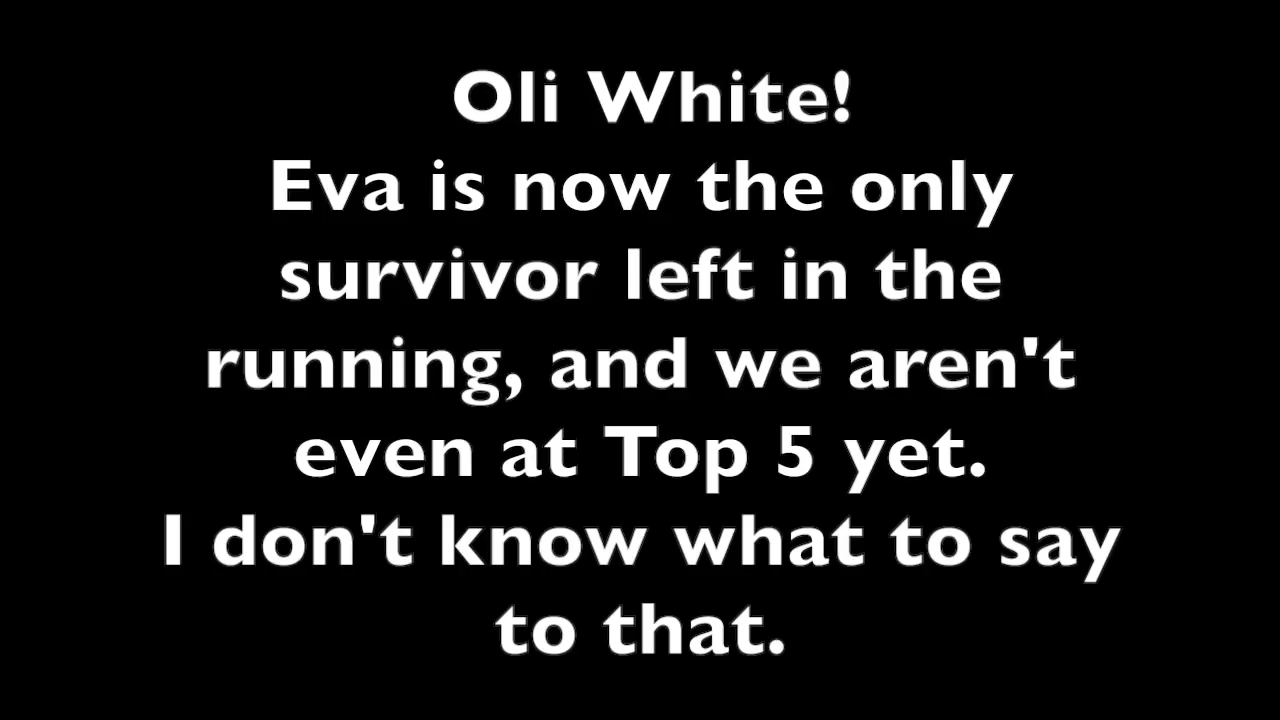 Oli White!
Eva is now the only
survivor left in the
running, and we aren't
even at Top 5 yet.
I don't know what to say
to that.